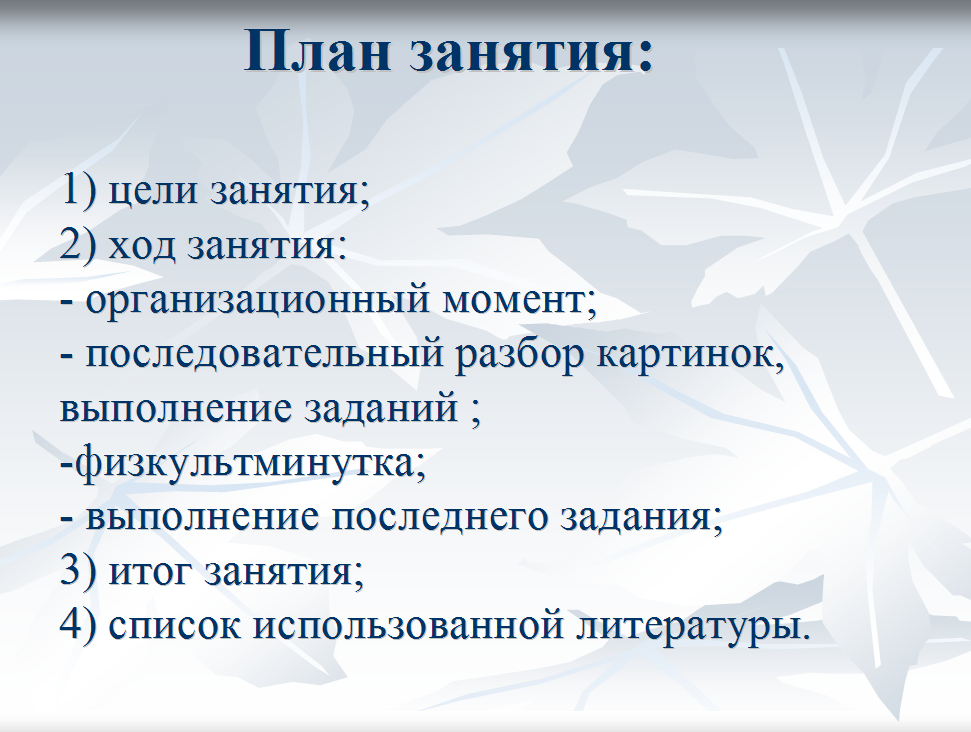 План занятия:
1) цели занятия;
2) ход занятия:
- организационный момент;
- последовательный разбор картинок,
выполнение заданий ;
-физкультминутка;
- выполнение последнего задания;
3) итог занятия;
4) список использованной литературы.